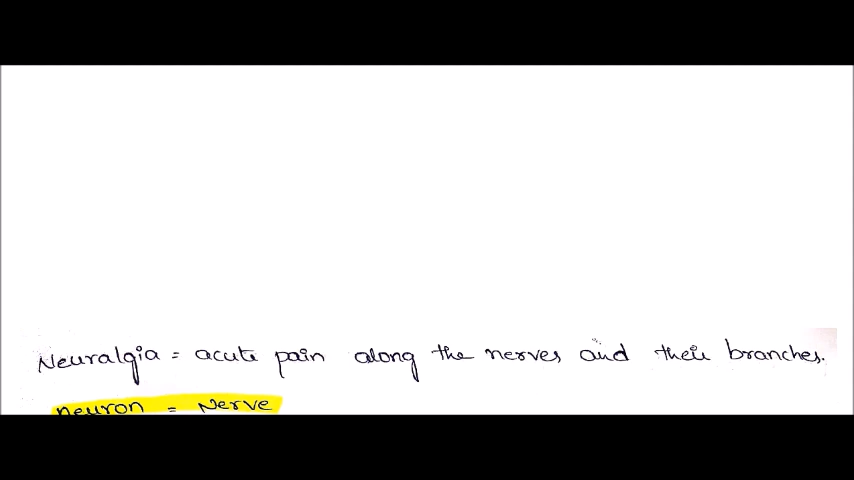 Neuralgia = acute pain along the nerves and their branches.
neuron = Nerve